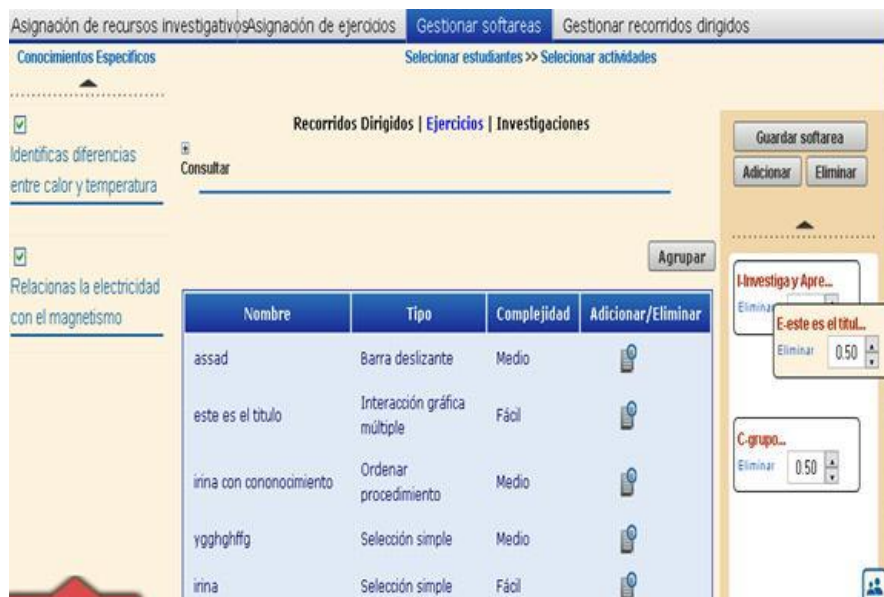 Asignación de recursos investigativos Asignación de ejercicios Gestionar softareas Gestionar recorridos dirigidos
Conocimientos Especificos
Selecionar estudiantes >> Selecionar actividades
Identificas diferencias
entre calor y temperatura
Relacionas la electricidad
con el magnetismo
Recorridos Dirigidos | Ejercicios | Investigaciones
Consultar
Agrupar
Nombre Tipo Complejidad Adicionar/Eliminar
assad Barra deslizante Medio
este es el titulo Interacción gráfica múltiple Fácil
irina con cononocimiento Ordenar procedimiento Medio
ygghghffg Selección simple Medio
irina Selección simple Fácil
Guardar softarea
Adicionar Eliminar
I-Investiga y Apre...
Eliminar
E-este es el titul...
Eliminar 0.50
C-grupo...
Eliminar 0.50